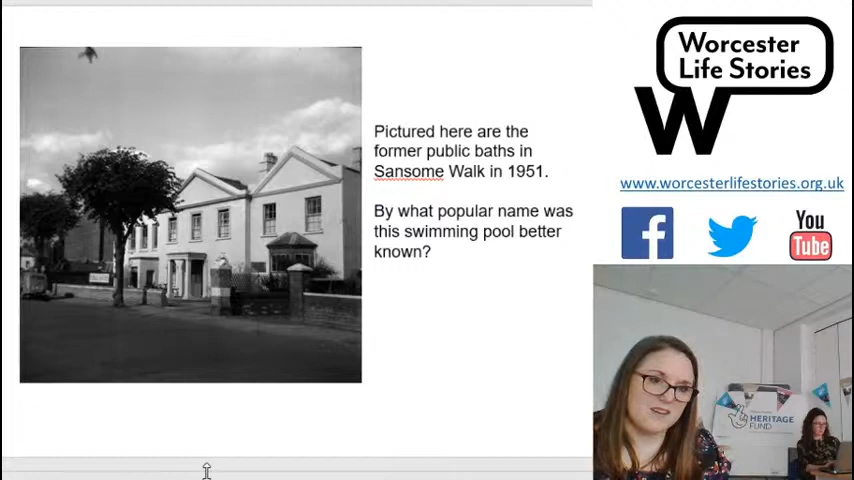 Pictured here are the
former public baths in
Sansome Walk in 1951.
By what popular name was
this swimming pool better
known?
Worcester
Life Stories
W
www.worcesterlifestories.org.uk
f
You
Tube
HERITAGE
FUND